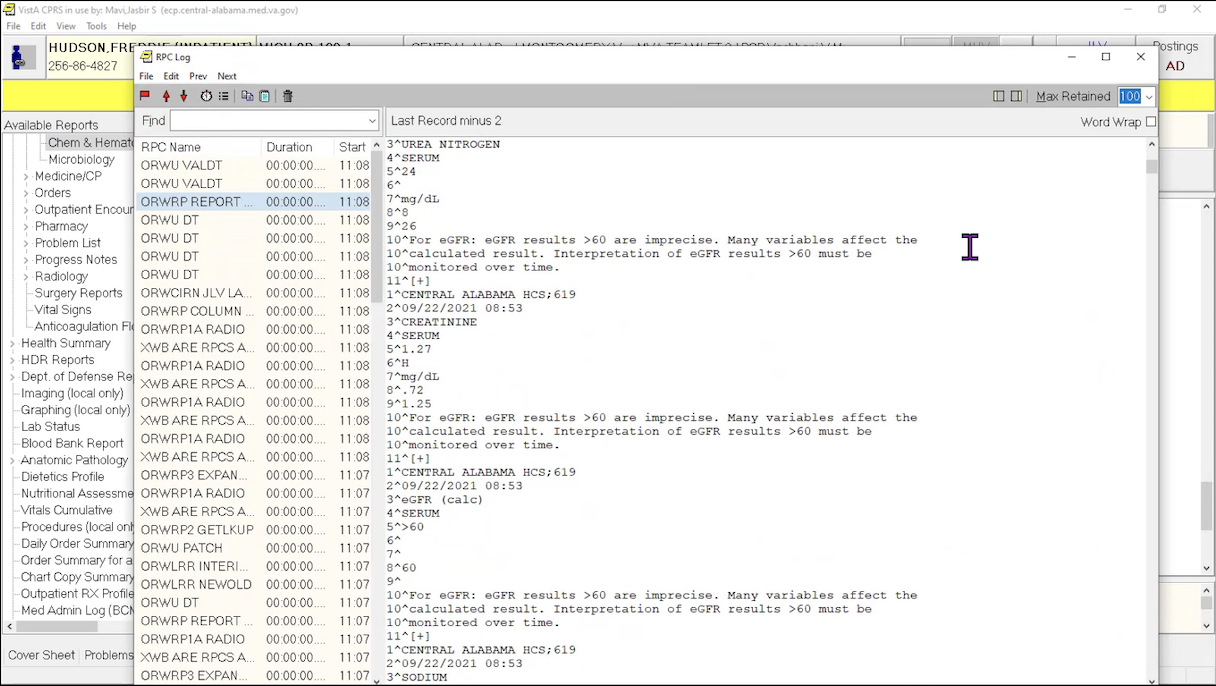 VistA CPRS in use by: Mavi,Jasbir S (ecp.central-alabama.med.va.gov)
File Edit View Tools Help
HUDSON,FREDDIE (INPATIENT)
256-86-4827
Postings
AD
RPC Log
File Edit Prev Next
Max Retained 100
Find
Last Record minus 2
Word Wrap
Available Reports
Chem & Hemato
Microbiology
Medicine/CP
Orders
Outpatient Encour
Pharmacy
Problem List
Progress Notes
Radiology
Surgery Reports
Vital Signs
Anticoagulation Flo
Health Summary
HDR Reports
Dept. of Defense Re
Imaging (local only)
Graphing (local only)
Lab Status
Blood Bank Report
Anatomic Pathology
Dietetics Profile
Nutritional Assessme
Vitals Cumulative
Procedures (local onl
Daily Order Summary
Order Summary for a
Chart Copy Summary
Outpatient RX Profile
Med Admin Log (BCM
Cover Sheet Problems
RPC Name Duration Start
ORWU VALDT 00:00:00.... 11:08
ORWU VALDT 00:00:00.... 11:08
ORWRP REPORT ... 00:00:00.... 11:08
ORWU DT 00:00:00.... 11:08
ORWU DT 00:00:00.... 11:08
ORWU DT 00:00:00.... 11:08
ORWU DT 00:00:00.... 11:08
ORWCIRN JLV LA... 00:00:00.... 11:08
ORWRP COLUMN ... 00:00:00.... 11:08
ORWRP1A RADIO 00:00:00.... 11:08
XWB ARE RPCS A... 00:00:00.... 11:08
ORWRP1A RADIO 00:00:00.... 11:08
XWB ARE RPCS A... 00:00:00.... 11:08
ORWRP1A RADIO 00:00:00.... 11:08
XWB ARE RPCS A... 00:00:00.... 11:08
ORWRP1A RADIO 00:00:00.... 11:08
XWB ARE RPCS A... 00:00:00.... 11:08
ORWRP3 EXPAN... 00:00:00.... 11:07
ORWRP1A RADIO 00:00:00.... 11:07
XWB ARE RPCS A... 00:00:00.... 11:07
ORWRP2 GETLKUP 00:00:00.... 11:07
ORWU PATCH 00:00:00.... 11:07
ORWLRR INTERI... 00:00:00.... 11:07
ORWLRR NEWOLD 00:00:00.... 11:07
ORWU DT 00:00:00.... 11:07
ORWRP REPORT ... 00:00:00.... 11:07
ORWRP1A RADIO 00:00:00.... 11:07
XWB ARE RPCS A... 00:00:00.... 11:07
ORWRP3 EXPAN... 00:00:00.... 11:07
3^UREA NITROGEN
4^SERUM
5^24
6^
7^mg/dL
8^8
9^26
10^For eGFR: eGFR results >60 are imprecise. Many variables affect the
10^calculated result. Interpretation of eGFR results >60 must be
10^monitored over time.
11^[+]
1^CENTRAL ALABAMA HCS;619
2^09/22/2021 08:53
3^CREATININE
4^SERUM
5^1.27
6^H
7^mg/dL
8^.72
9^1.25
10^For eGFR: eGFR results >60 are imprecise. Many variables affect the
10^calculated result. Interpretation of eGFR results >60 must be
10^monitored over time.
11^[+]
1^CENTRAL ALABAMA HCS;619
2^09/22/2021 08:53
3^eGFR (calc)
4^SERUM
5^>60
6^
7^
8^60
9^
10^For eGFR: eGFR results >60 are imprecise. Many variables affect the
10^calculated result. Interpretation of eGFR results >60 must be
10^monitored over time.
11^[+]
1^CENTRAL ALABAMA HCS;619
2^09/22/2021 08:53
3^SODIUM